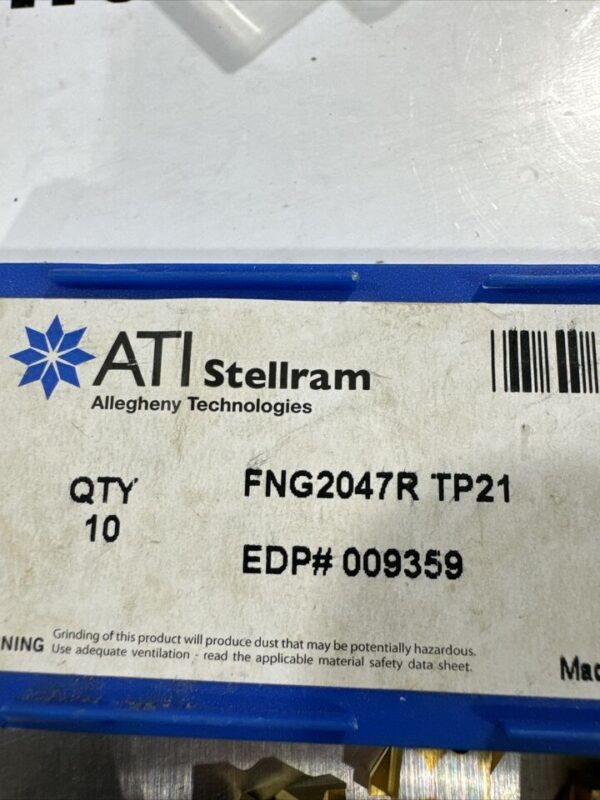 ATI Stellram
Allegheny Technologies
QTY
10
FNG2047R TP21
EDP# 009359
NING Grinding of this product will produce dust that may be potentially hazardous.
Use adequate ventilation - read the applicable material safety data sheet.
Mad